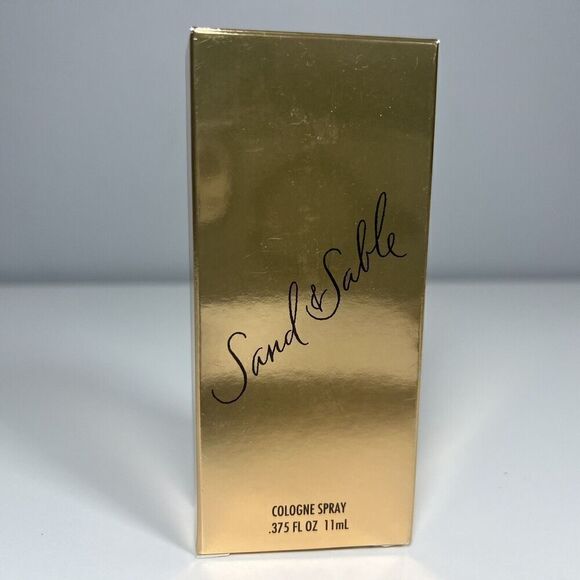 Sand & Sable
COLOGNE SPRAY
.375 FL OZ 11mL